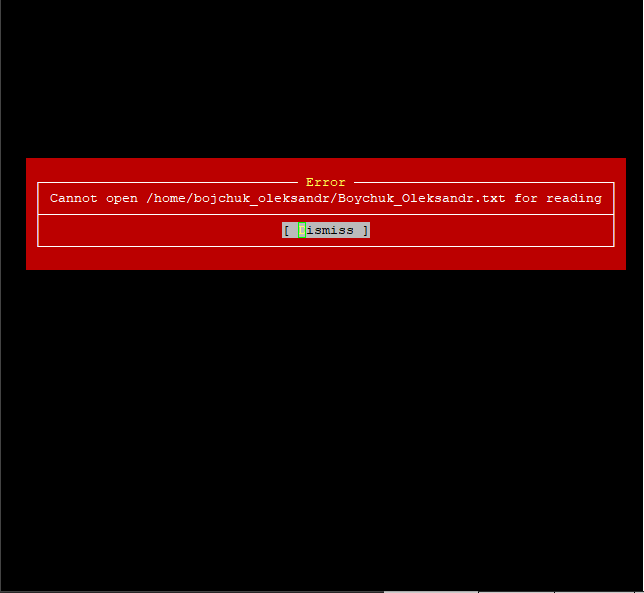 Error
Cannot open /home/bojchuk_oleksandr/Boychuk_Oleksandr.txt for reading
[ Dismiss ]